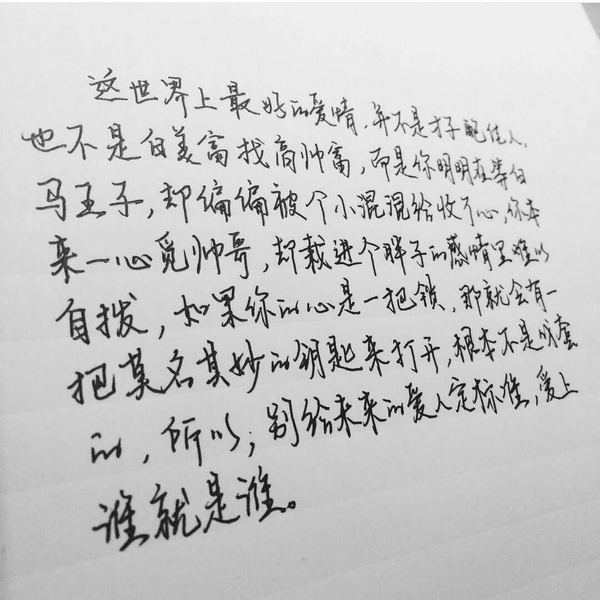 这世界上最好的爱情,并不是才子配佳人,
也不是白美富找高帅富,而是你明明在等白
马王子,却偏偏被个小混混给收了心,你本
来一心觅帅哥,却栽进个胖子的感情里难以
自拨,如果你的心是一把锁,那就会有一
把莫名其妙的钥匙来打开,根本不是原套
的,所以,别给未来的爱人定标准,爱上
谁就是谁。